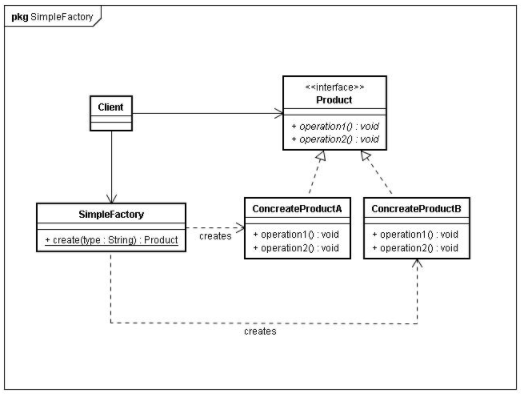 pkg SimpleFactory
<<interface>>
Product
+ operation1() : void
+ operation2() : void
Client
SimpleFactory
+ create(type : String) : Product
creates
ConcreateProductA
+ operation1() : void
+ operation2() : void
ConcreateProductB
+ operation1() : void
+ operation2() : void
creates